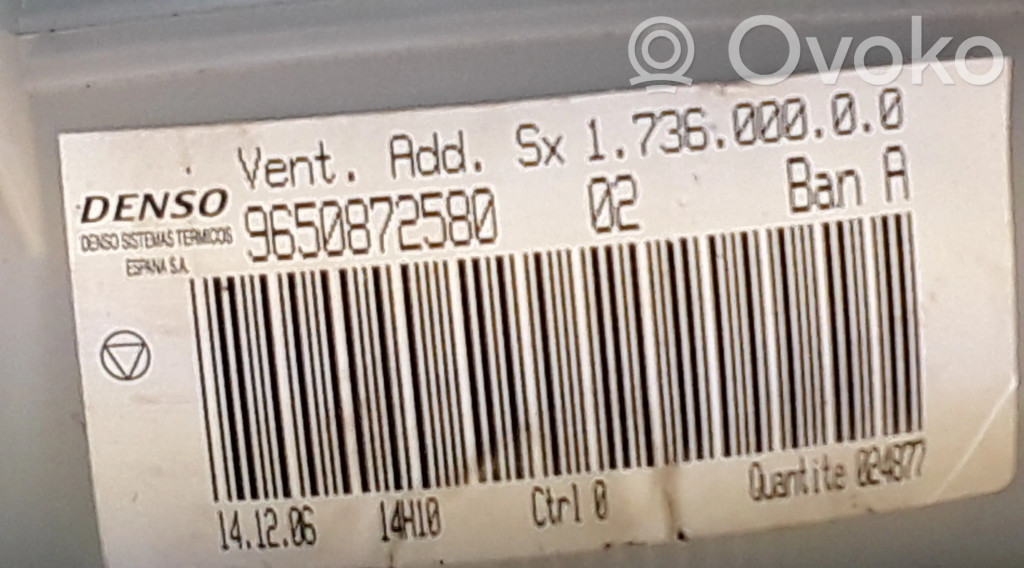 Ovoko
Vent. Add. Sx 1.736.000.0.0
DENSO
9650872580 02 Ban A
DENSO SISTEMAS TERMICOS
ESPANA S.A.
14.12.06 14H10 Ctrl 0 Quantite 024877